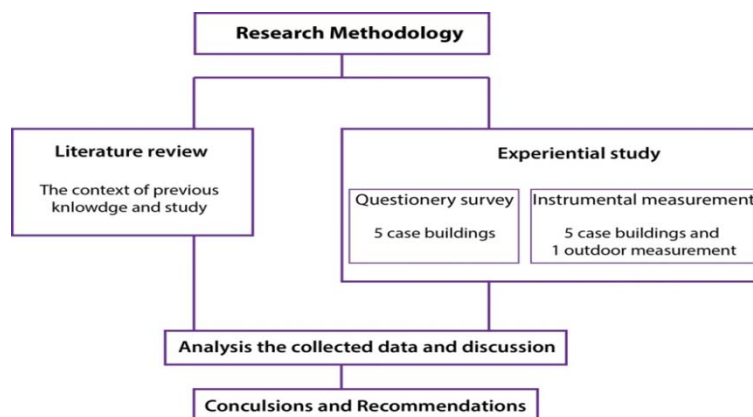 Research Methodology
Literature review
The context of previous
knlowdge and study
Experiential study
Questionery survey
5 case buildings
Instrumental measurement
5 case buildings and
1 outdoor measurement
Analysis the collected data and discussion
Conculsions and Recommendations